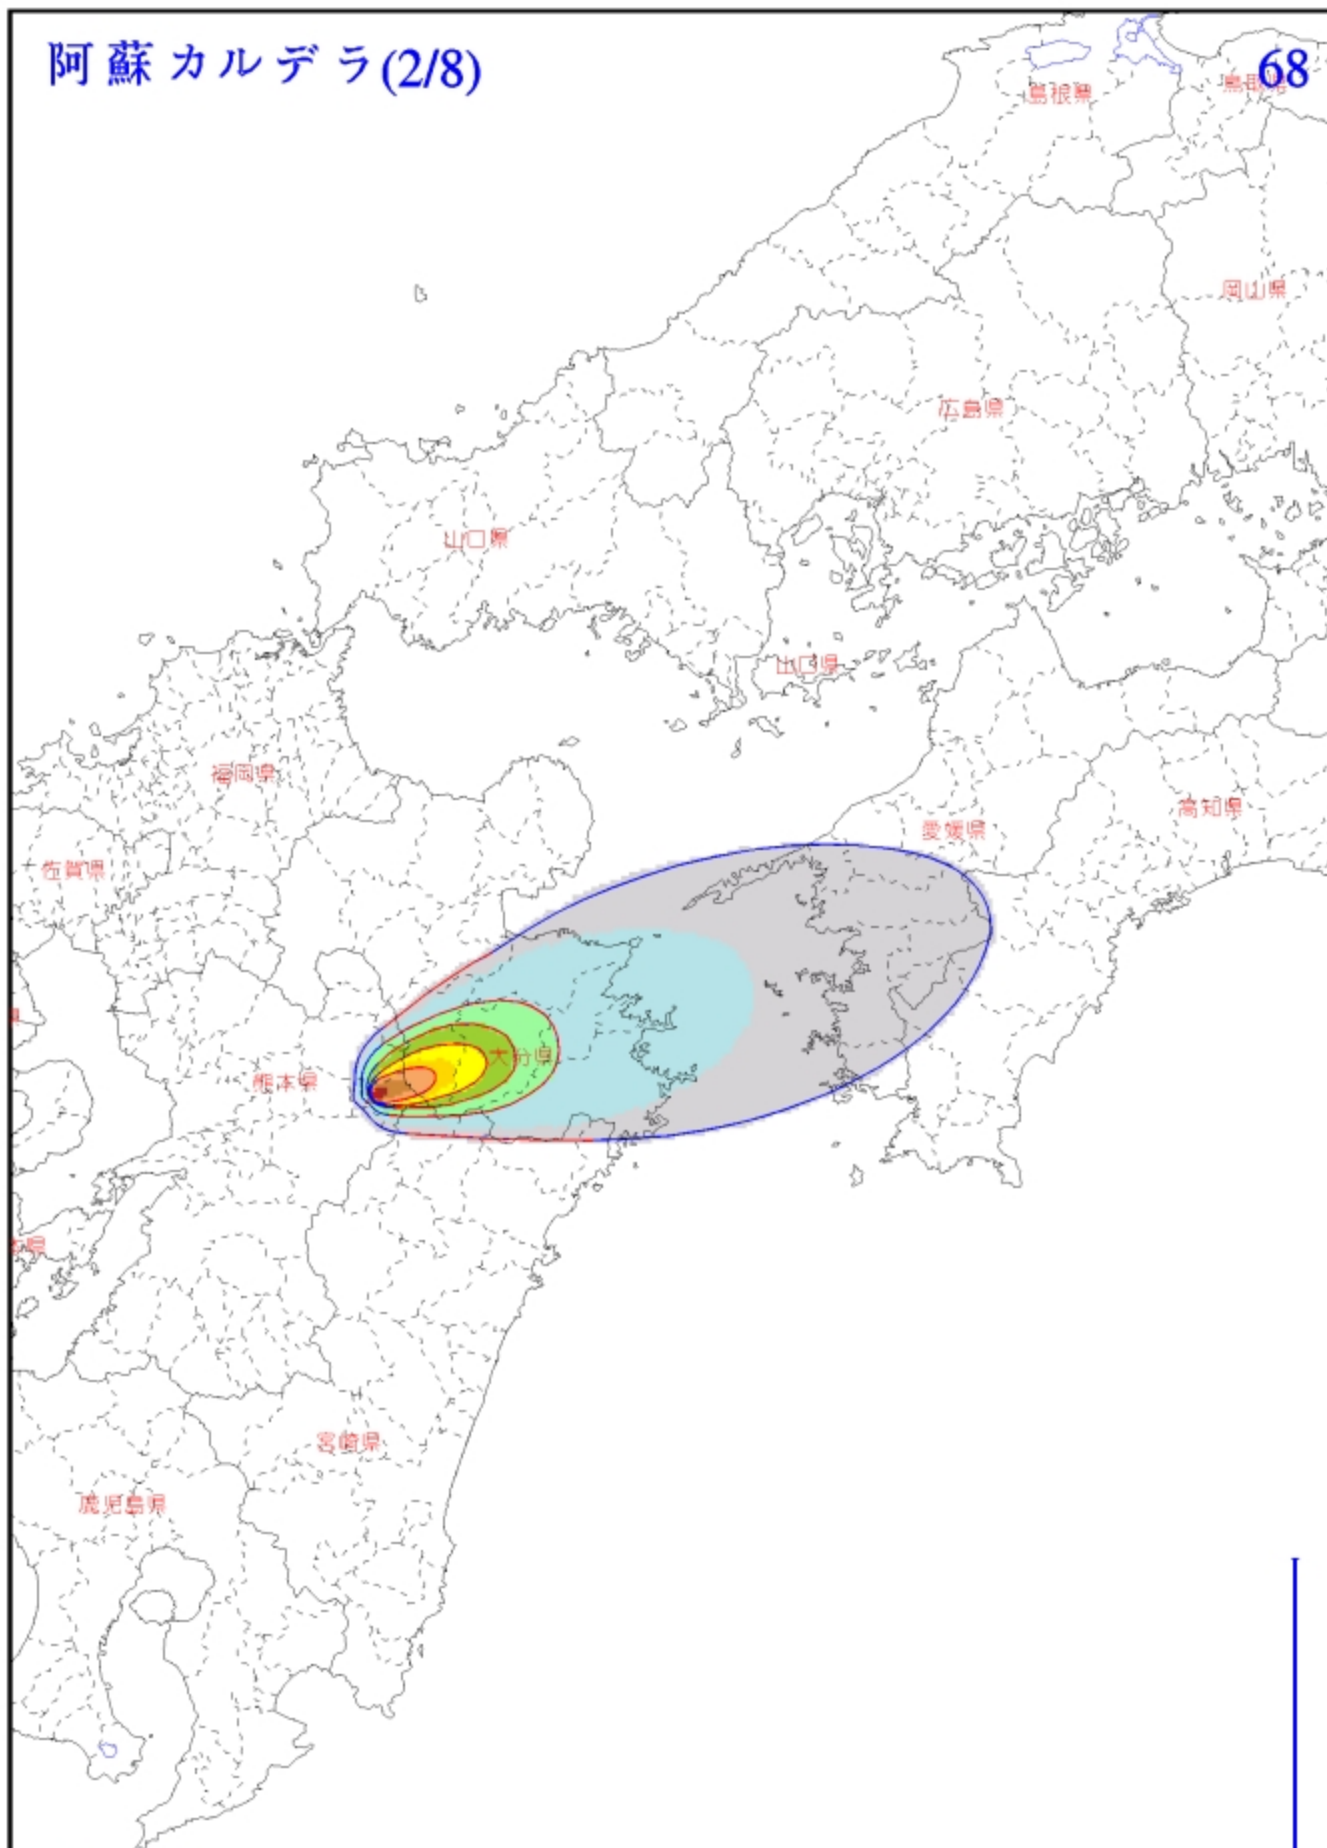 阿蘇カルデラ(2/8)
68
島根県
鳥取県
岡山県
広島県
山口県
山口県
福岡県
高知県
愛媛県
佐賀県
大分県
熊本県
宮崎県
鹿児島県